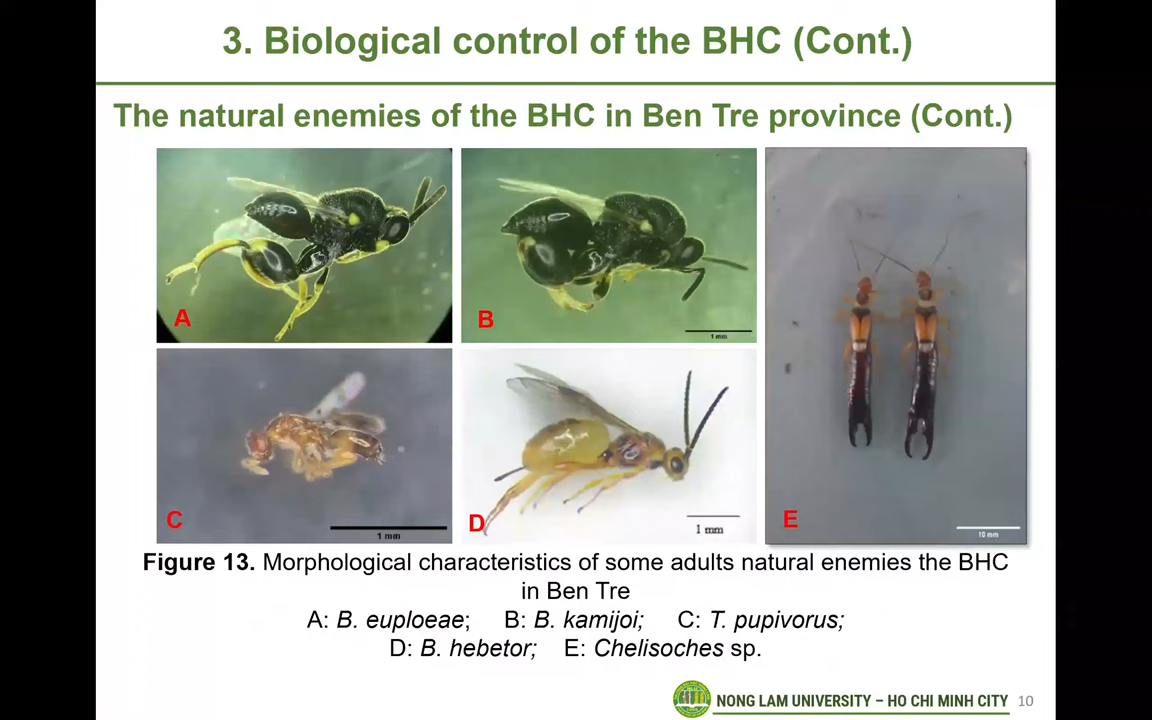 3. Biological control of the BHC (Cont.)
The natural enemies of the BHC in Ben Tre province (Cont.)
A
B
1 mm
C
1 mm
D
1 mm
E
10 mm
Figure 13. Morphological characteristics of some adults natural enemies the BHC
in Ben Tre
A: B. euploeae; B: B. kamijoi; C: T. pupivorus;
D: B. hebetor; E: Chelisoches sp.
NONG LAM UNIVERSITY – HO CHI MINH CITY 10